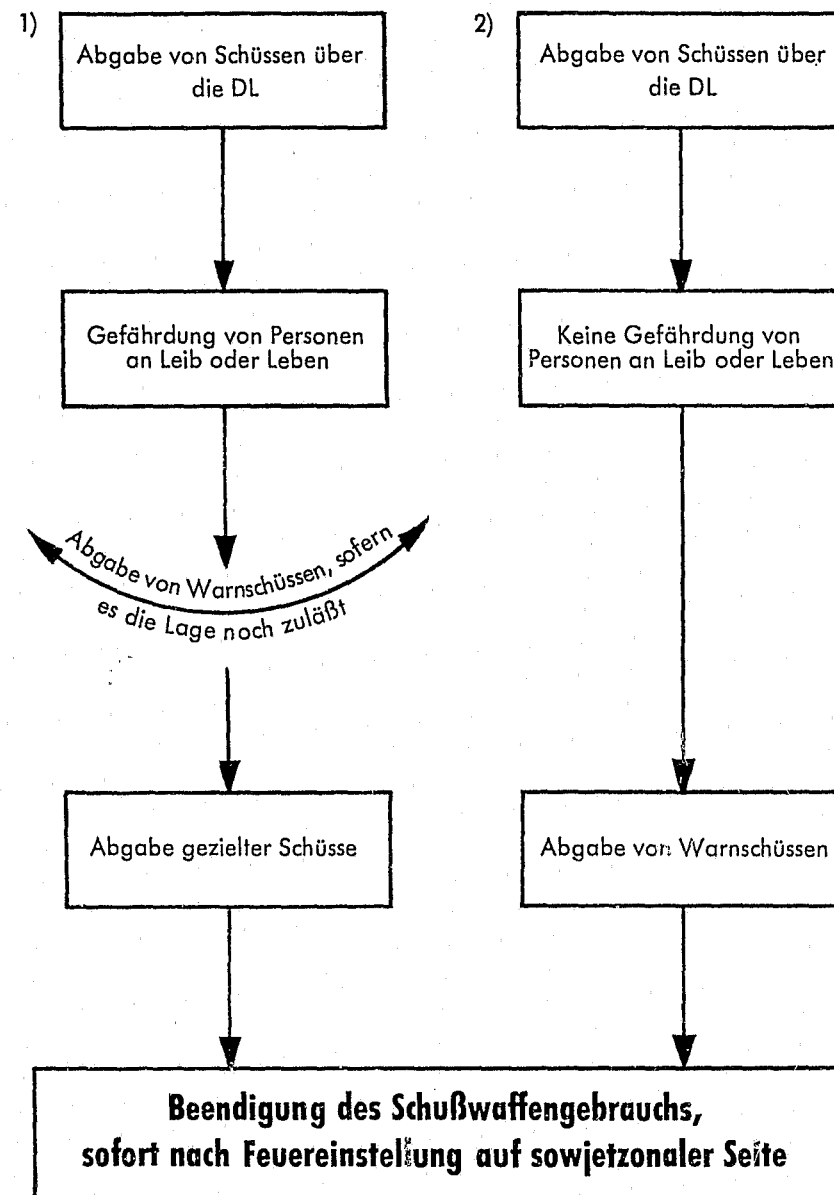 1)
Abgabe von Schüssen über
die DL
Gefährdung von Personen
an Leib oder Leben
Abgabe von Warnschüssen, sofern
es die Lage noch zuläßt
Abgabe gezielter Schüsse
2)
Abgabe von Schüssen über
die DL
Keine Gefährdung von
Personen an Leib oder Leben
Abgabe von Warnschüssen
Beendigung des Schußwaffengebrauchs,
sofort nach Feuereinstellung auf sowjetzonaler Seite